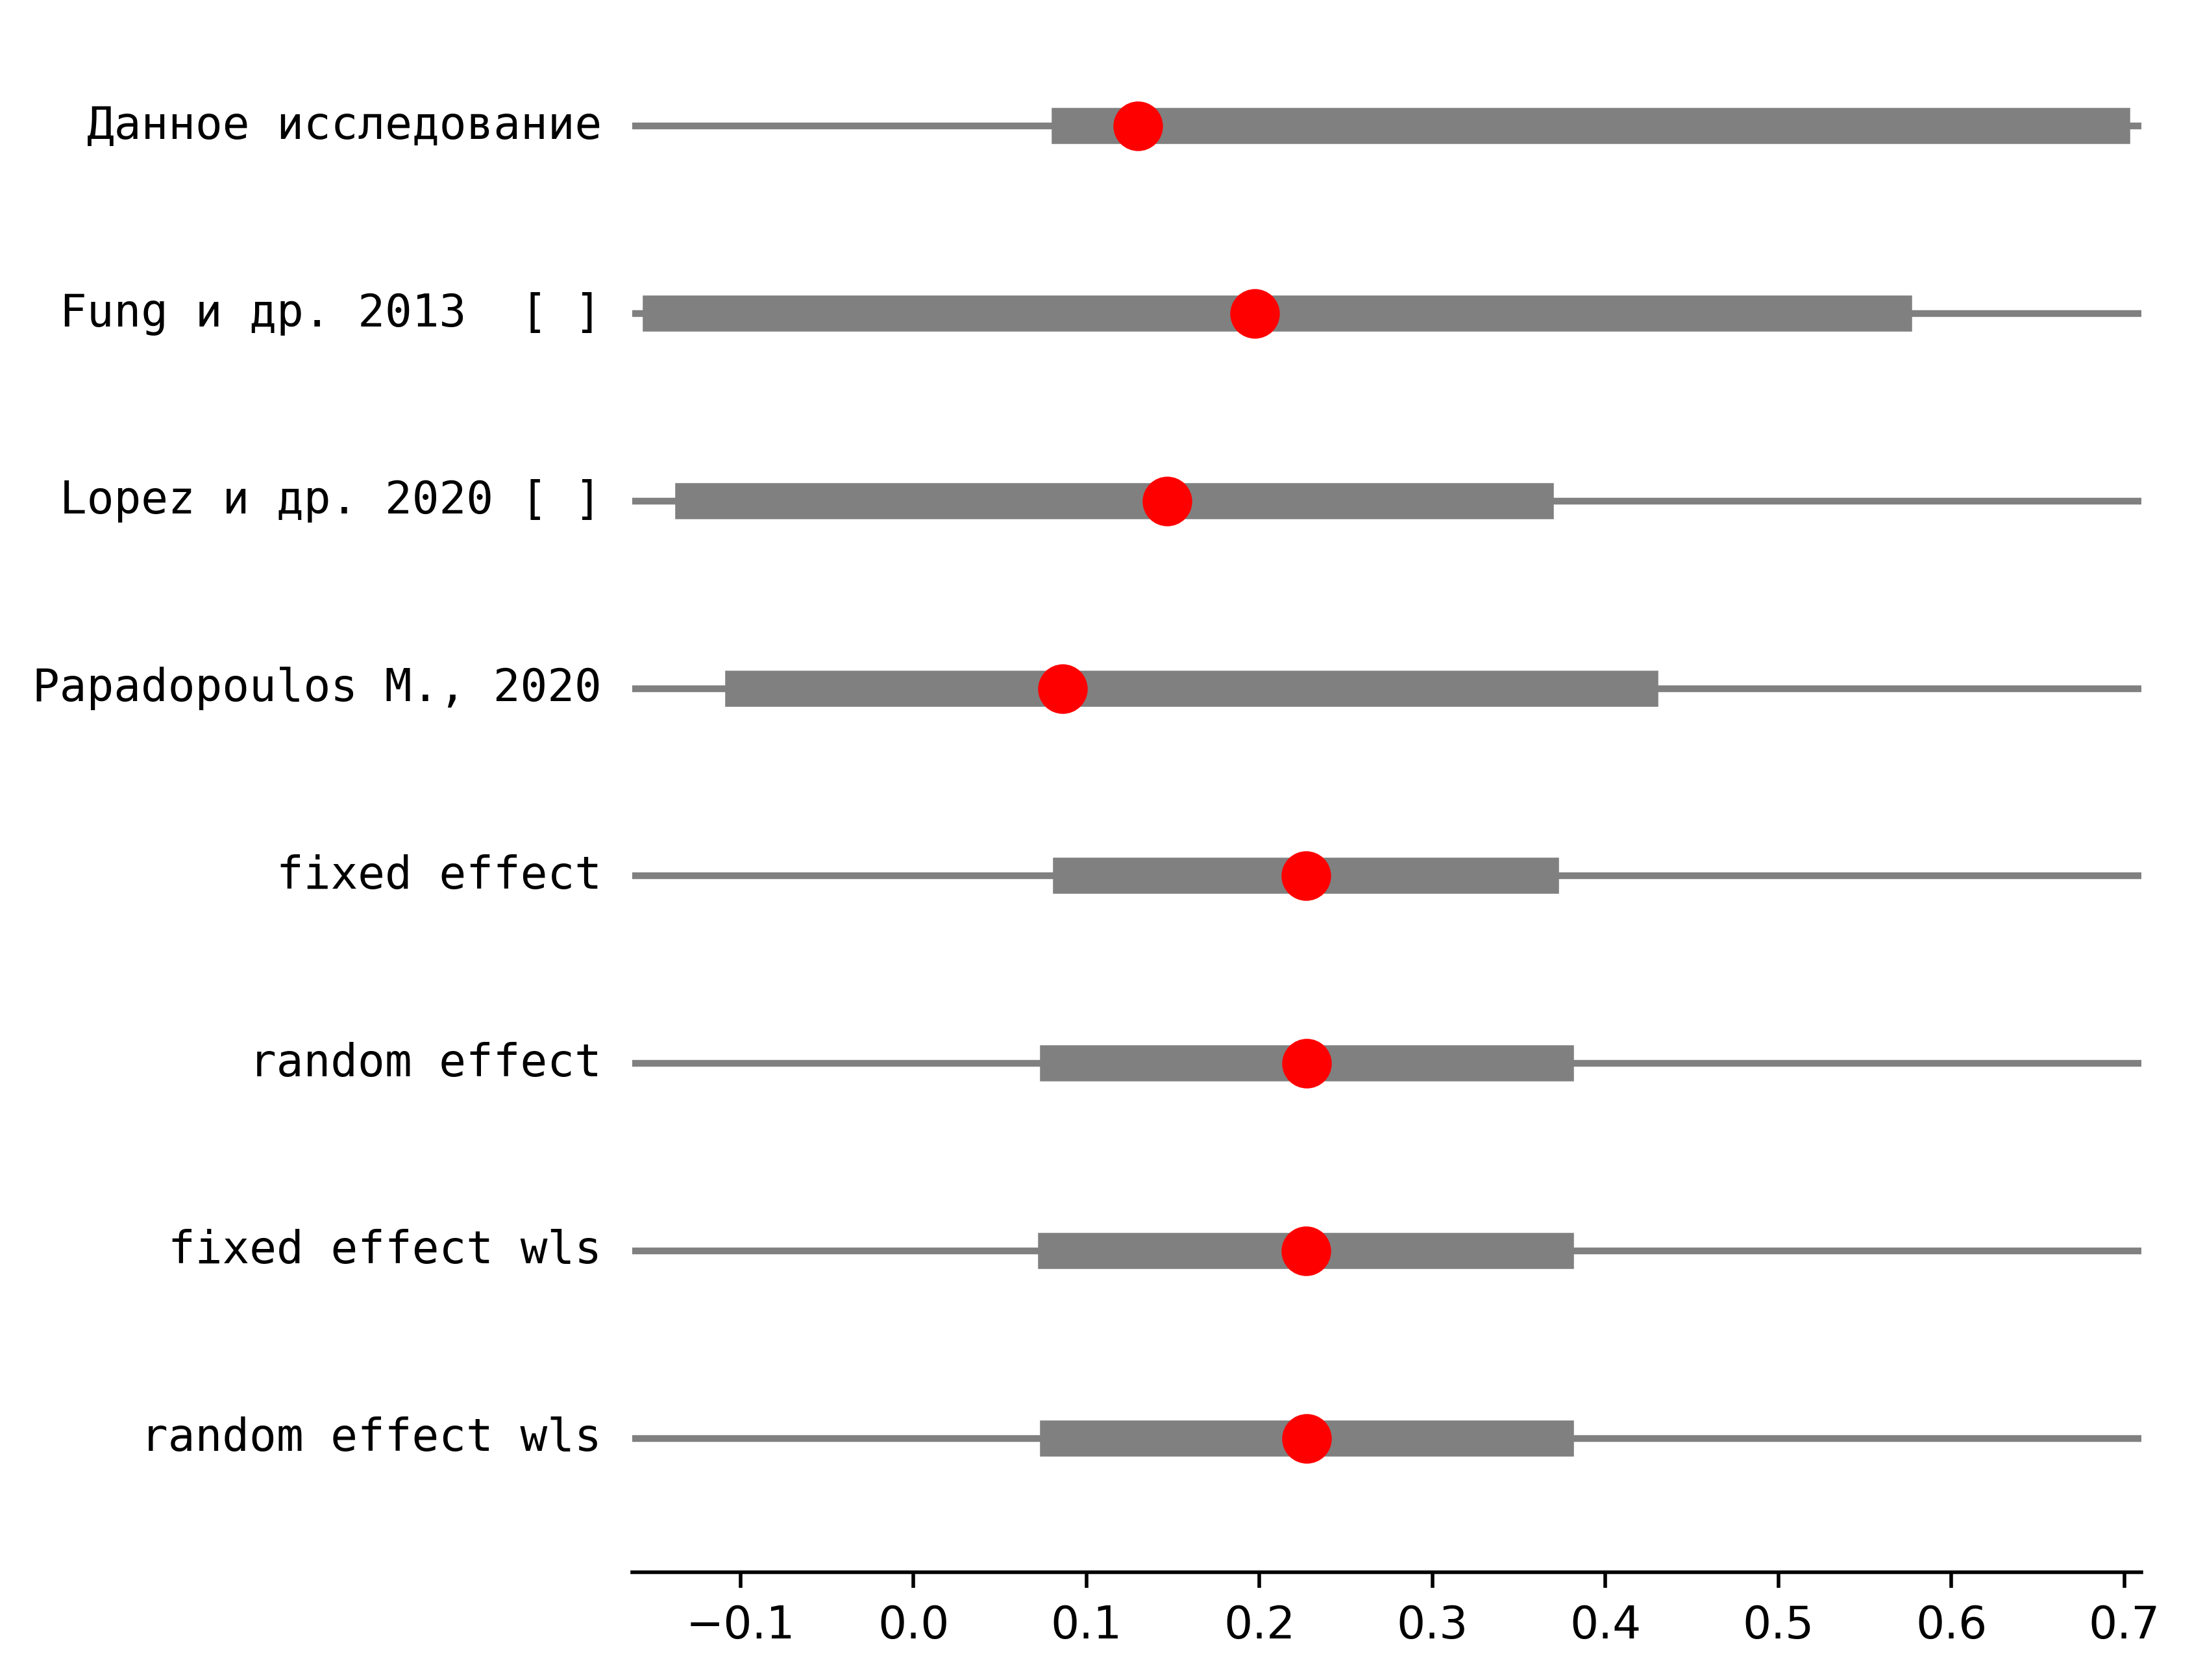 Данное исследование
Fung и др. 2013  [ ]
Lopez и др. 2020 [ ]
Papadopoulos M., 2020
fixed effect
random effect
fixed effect wls
random effect wls
−0.1 0.0 0.1 0.2 0.3 0.4 0.5 0.6 0.7